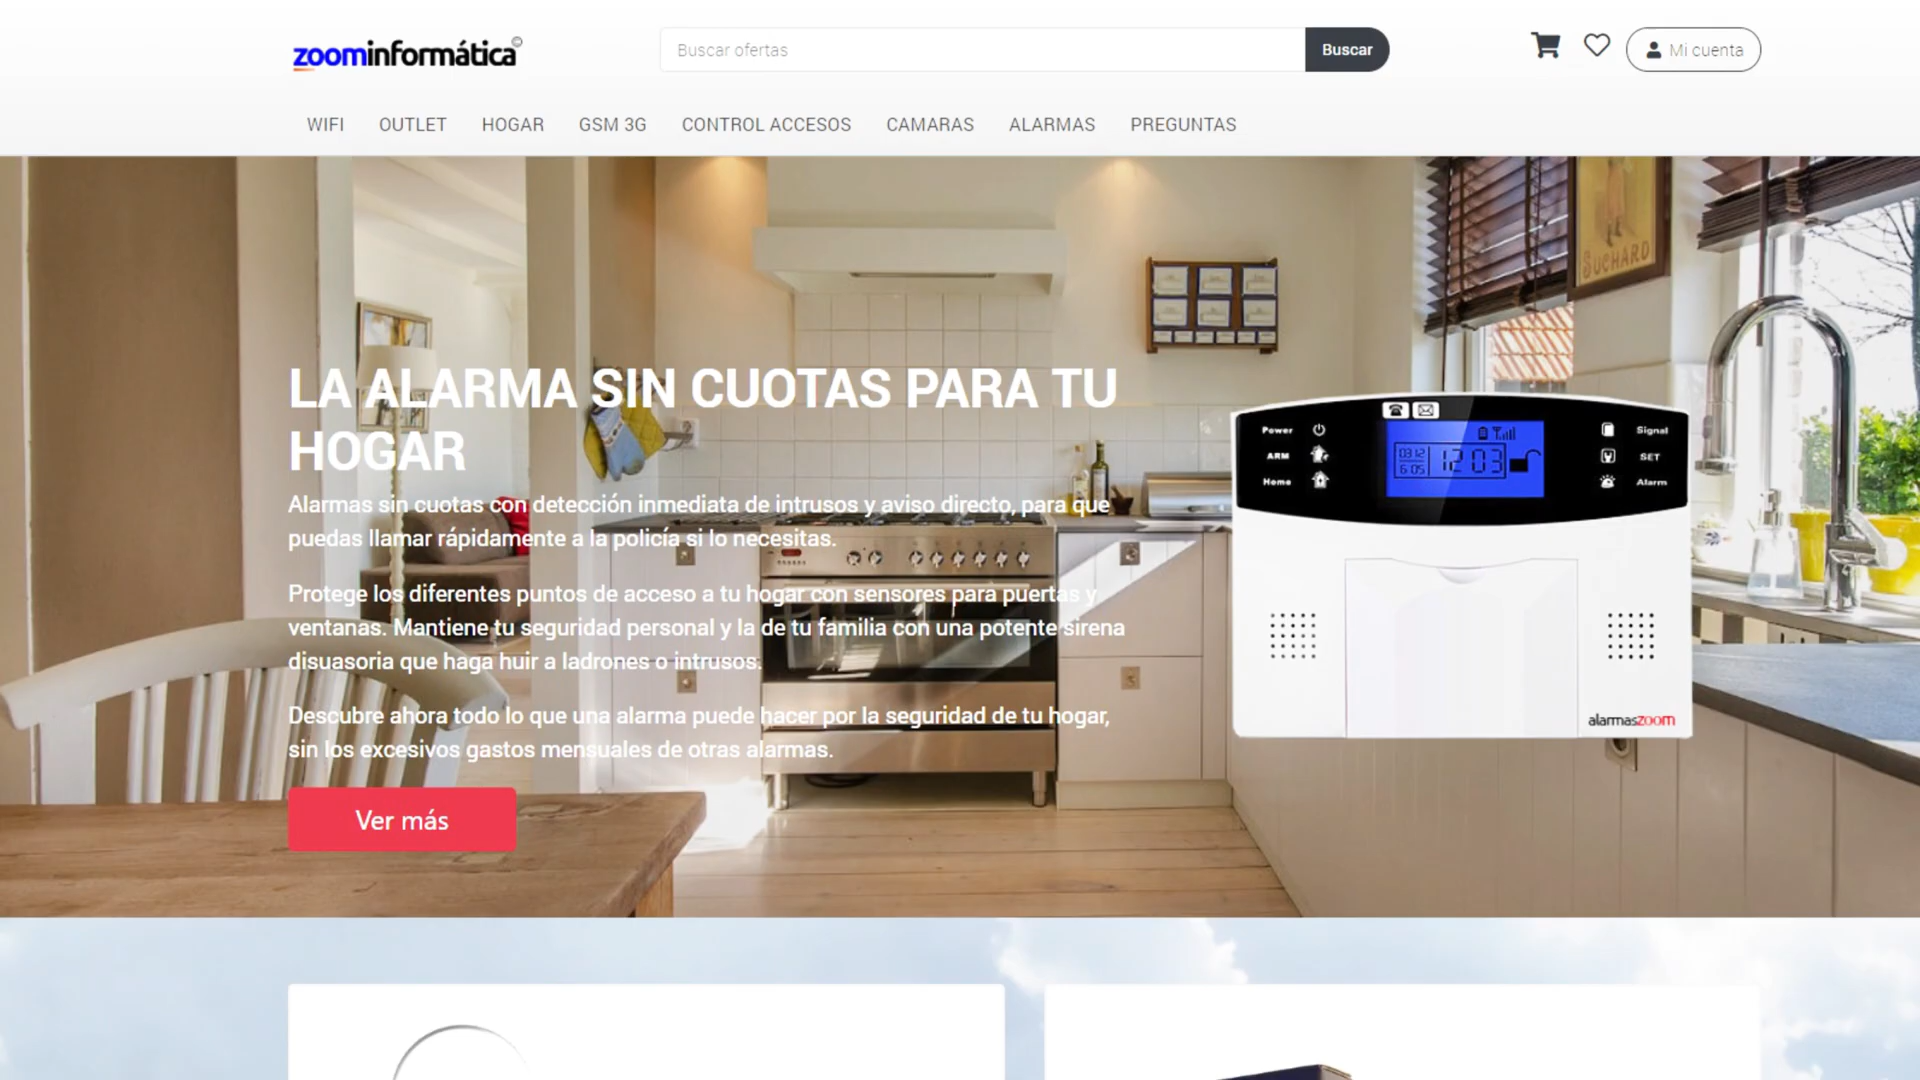 zoominformática©
Buscar ofertas
Buscar
Mi cuenta
WIFI
OUTLET
HOGAR
GSM 3G
CONTROL ACCESOS
CAMARAS
ALARMAS
PREGUNTAS
SUCHARD
LA ALARMA SIN CUOTAS PARA TU
HOGAR
Alarmas sin cuotas con detección inmediata de intrusos y aviso directo, para que
puedas llamar rápidamente a la policía si lo necesitas.
Protege los diferentes puntos de acceso a tu hogar con sensores para puertas y
ventanas. Mantiene tu seguridad personal y la de tu familia con una potente sirena
disuasoria que haga huir a ladrones o intrusos.
Descubre ahora todo lo que una alarma puede hacer por la seguridad de tu hogar,
sin los excesivos gastos mensuales de otras alarmas.
Ver más
Power
ARM
Home
03 12
6:05
12:03
Signal
SET
Alarm
alarmaszoom